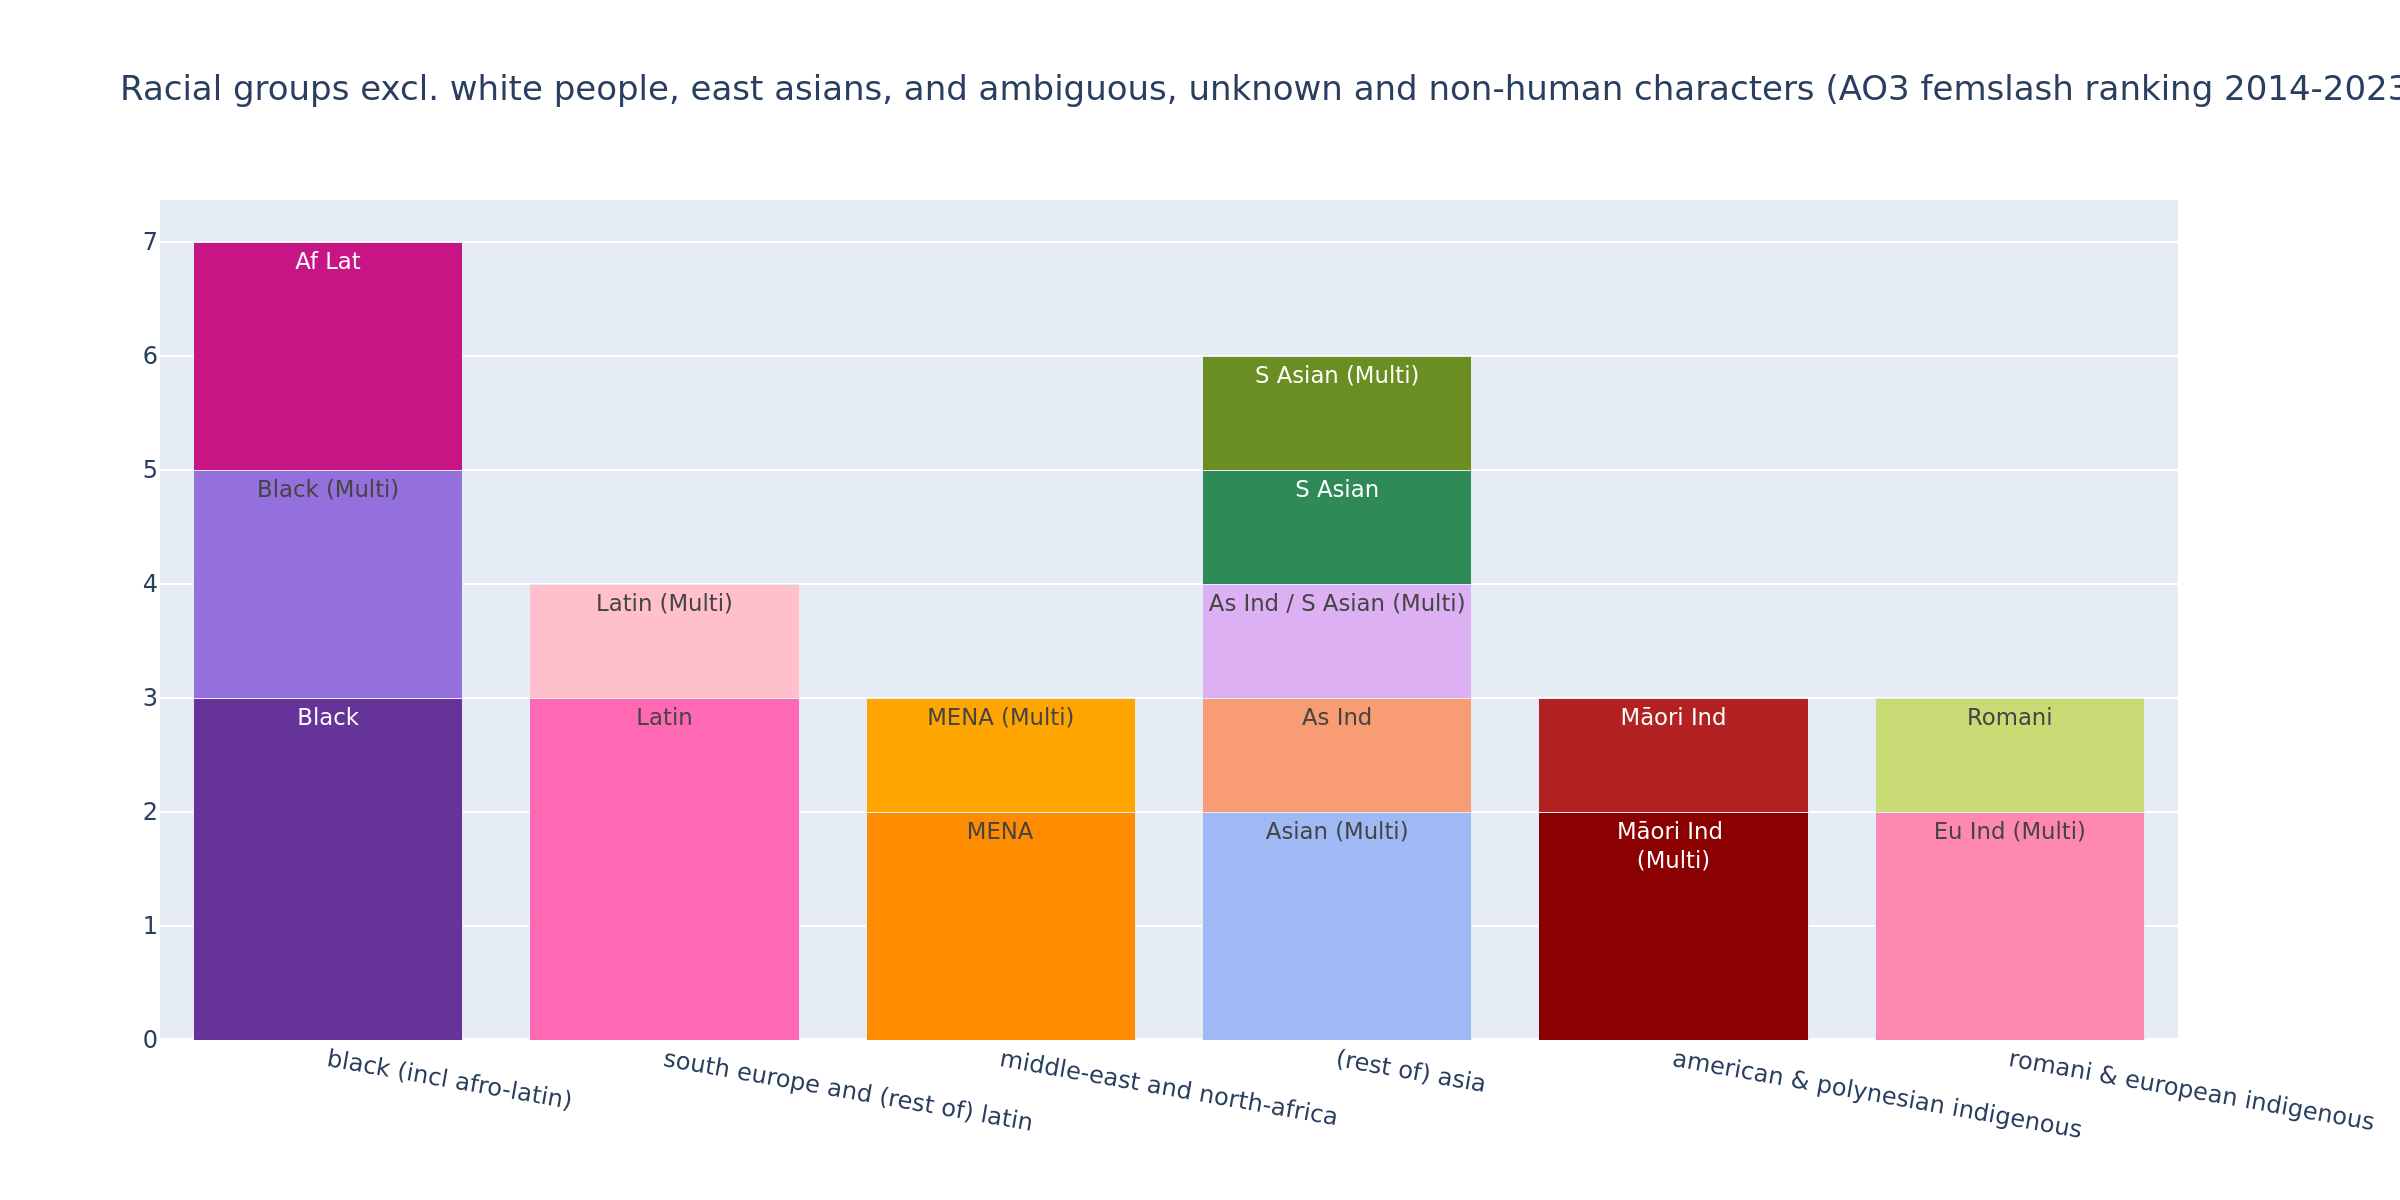 Racial groups excl. white people, east asians, and ambiguous, unknown and non-human characters (AO3 femslash ranking 2014-2023
7
6
5
4
3
2
1
0
Af Lat
Black (Multi)
Black
Latin (Multi)
Latin
MENA (Multi)
MENA
S Asian (Multi)
S Asian
As Ind / S Asian (Multi)
As Ind
Asian (Multi)
Māori Ind
Māori Ind
(Multi)
Romani
Eu Ind (Multi)
black (incl afro-latin)
south europe and (rest of) latin
middle-east and north-africa
(rest of) asia
american & polynesian indigenous
romani & european indigenous